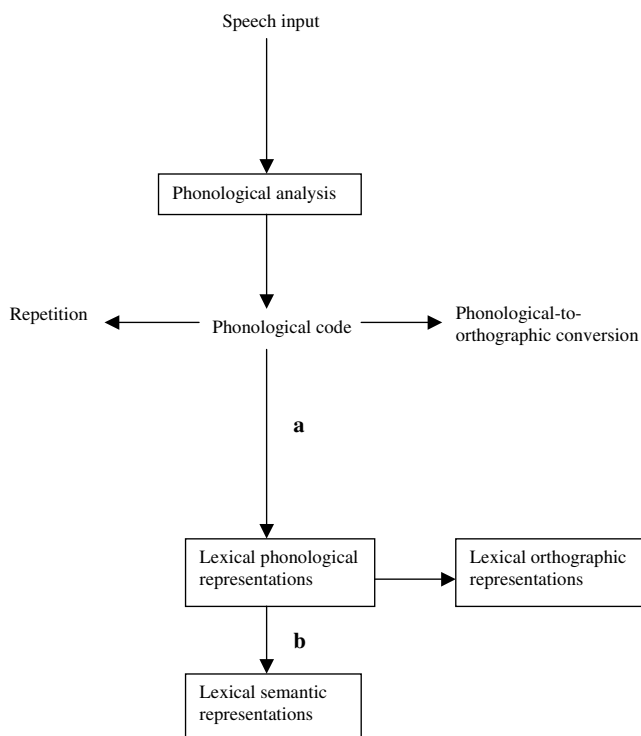 Speech input
Phonological analysis
Repetition
Phonological code
Phonological-to-
orthographic conversion
a
Lexical phonological
representations
Lexical orthographic
representations
b
Lexical semantic
representations